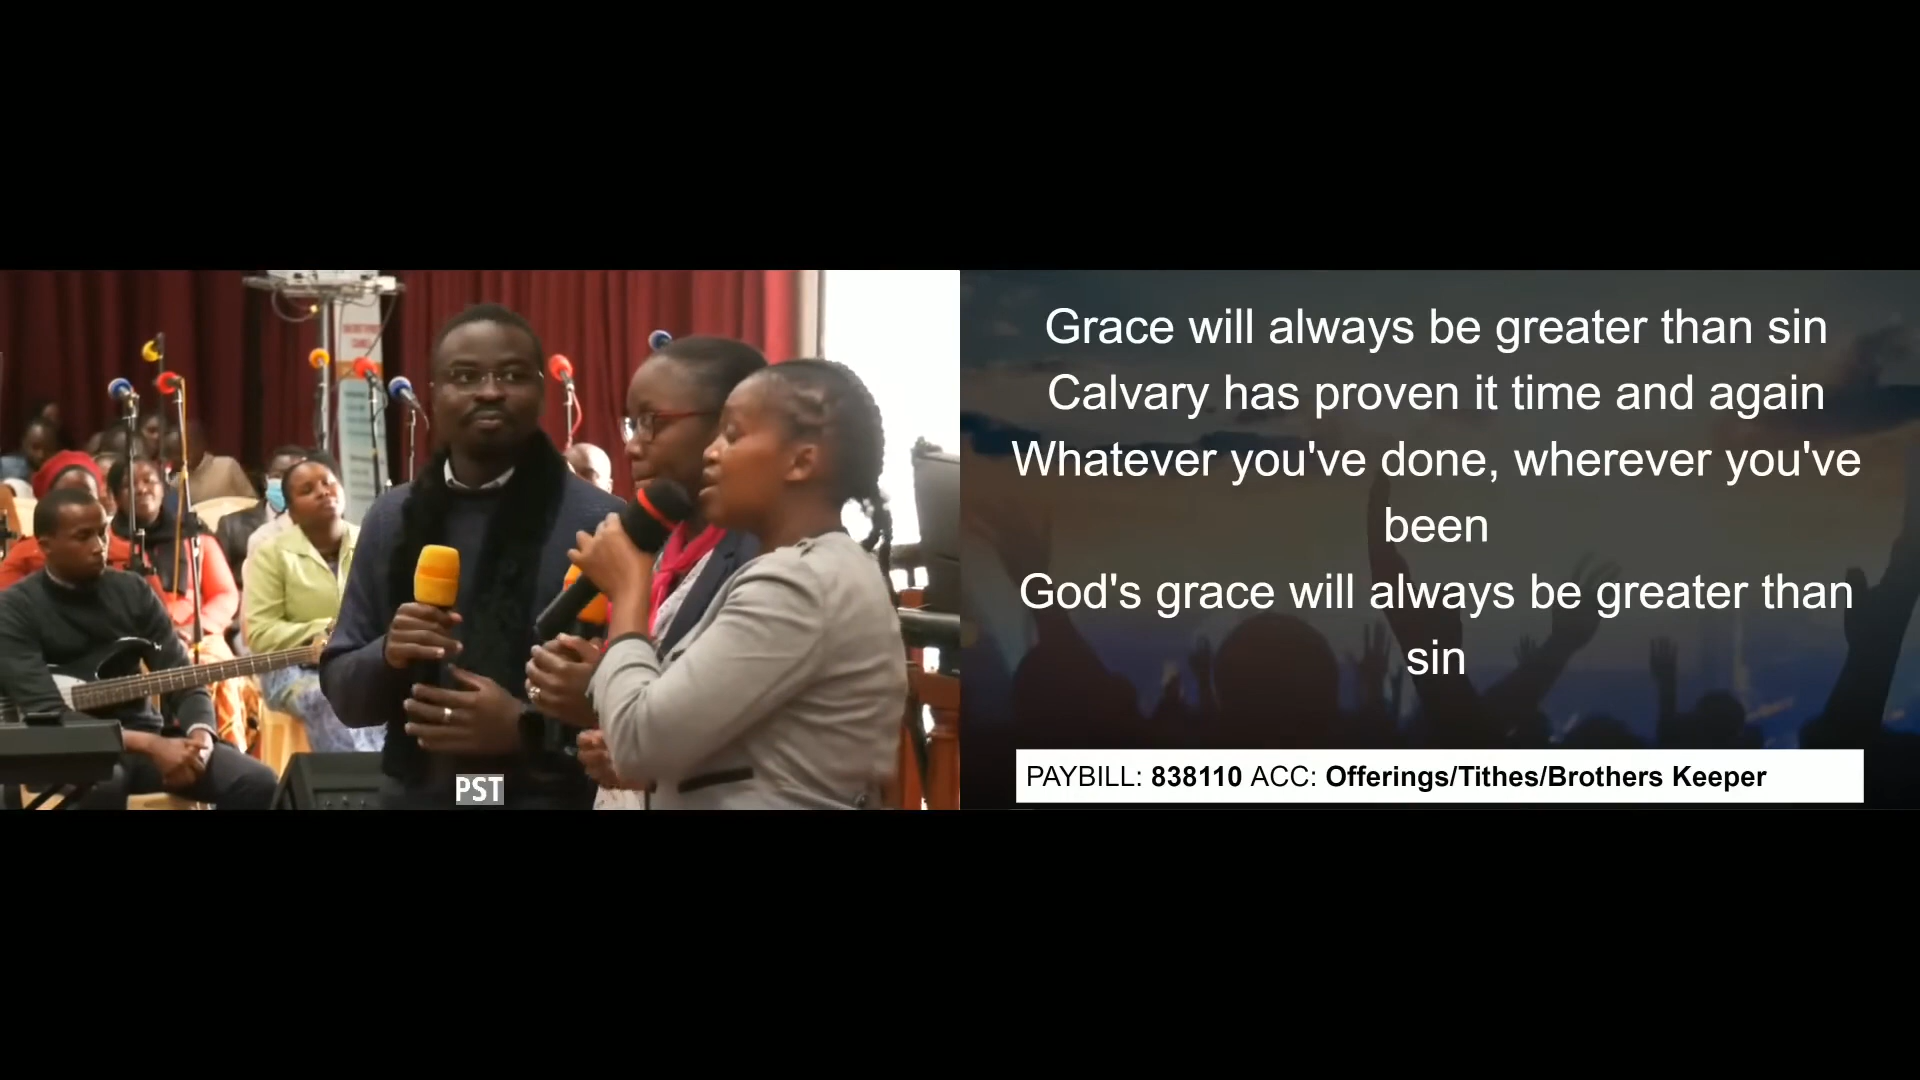 Grace will always be greater than sin
Calvary has proven it time and again
Whatever you've done, wherever you've
been
God's grace will always be greater than
sin
PAYBILL: 838110 ACC: Offerings/Tithes/Brothers Keeper
PST